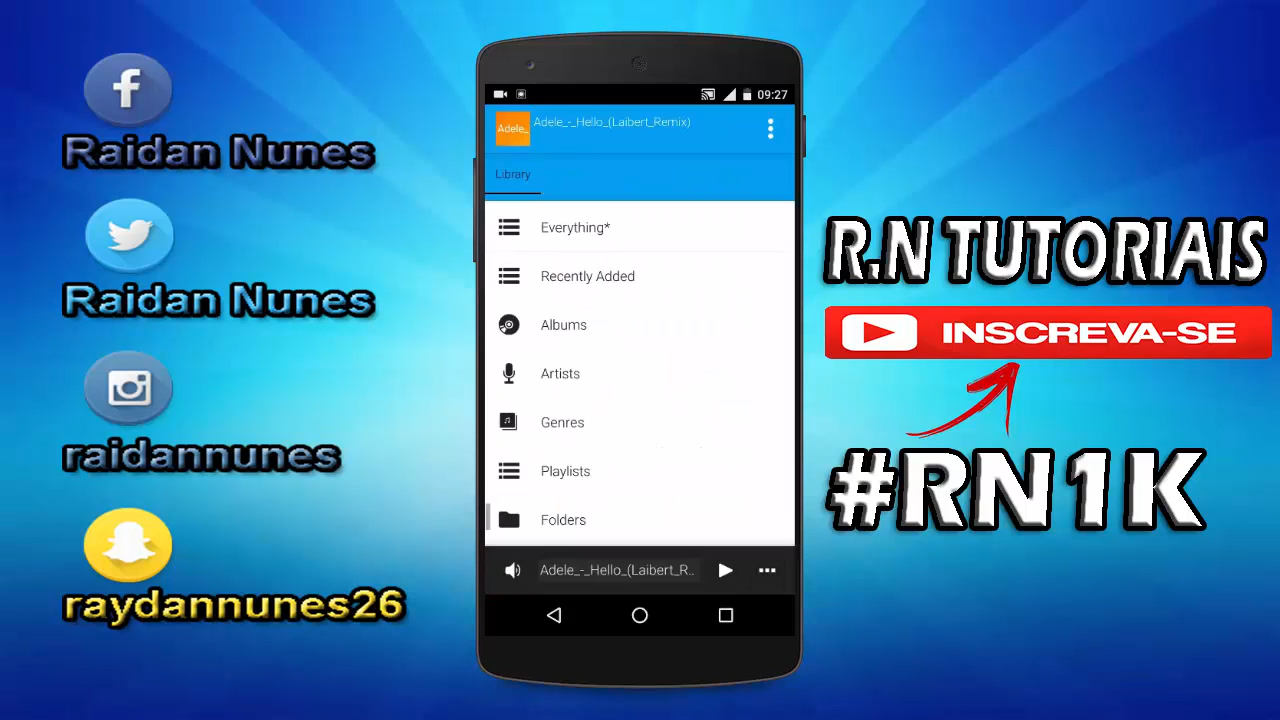 Raidan Nunes
Raidan Nunes
raidannunes
raydannunes26
09:27
Adele_
Adele_-_Hello_(Laibert_Remix)
Library
Everything*
Recently Added
Albums
Artists
Genres
Playlists
Folders
Adele_-_Hello_(Laibert_R..
R.N TUTORIAIS
INSCREVA-SE
#RN1K